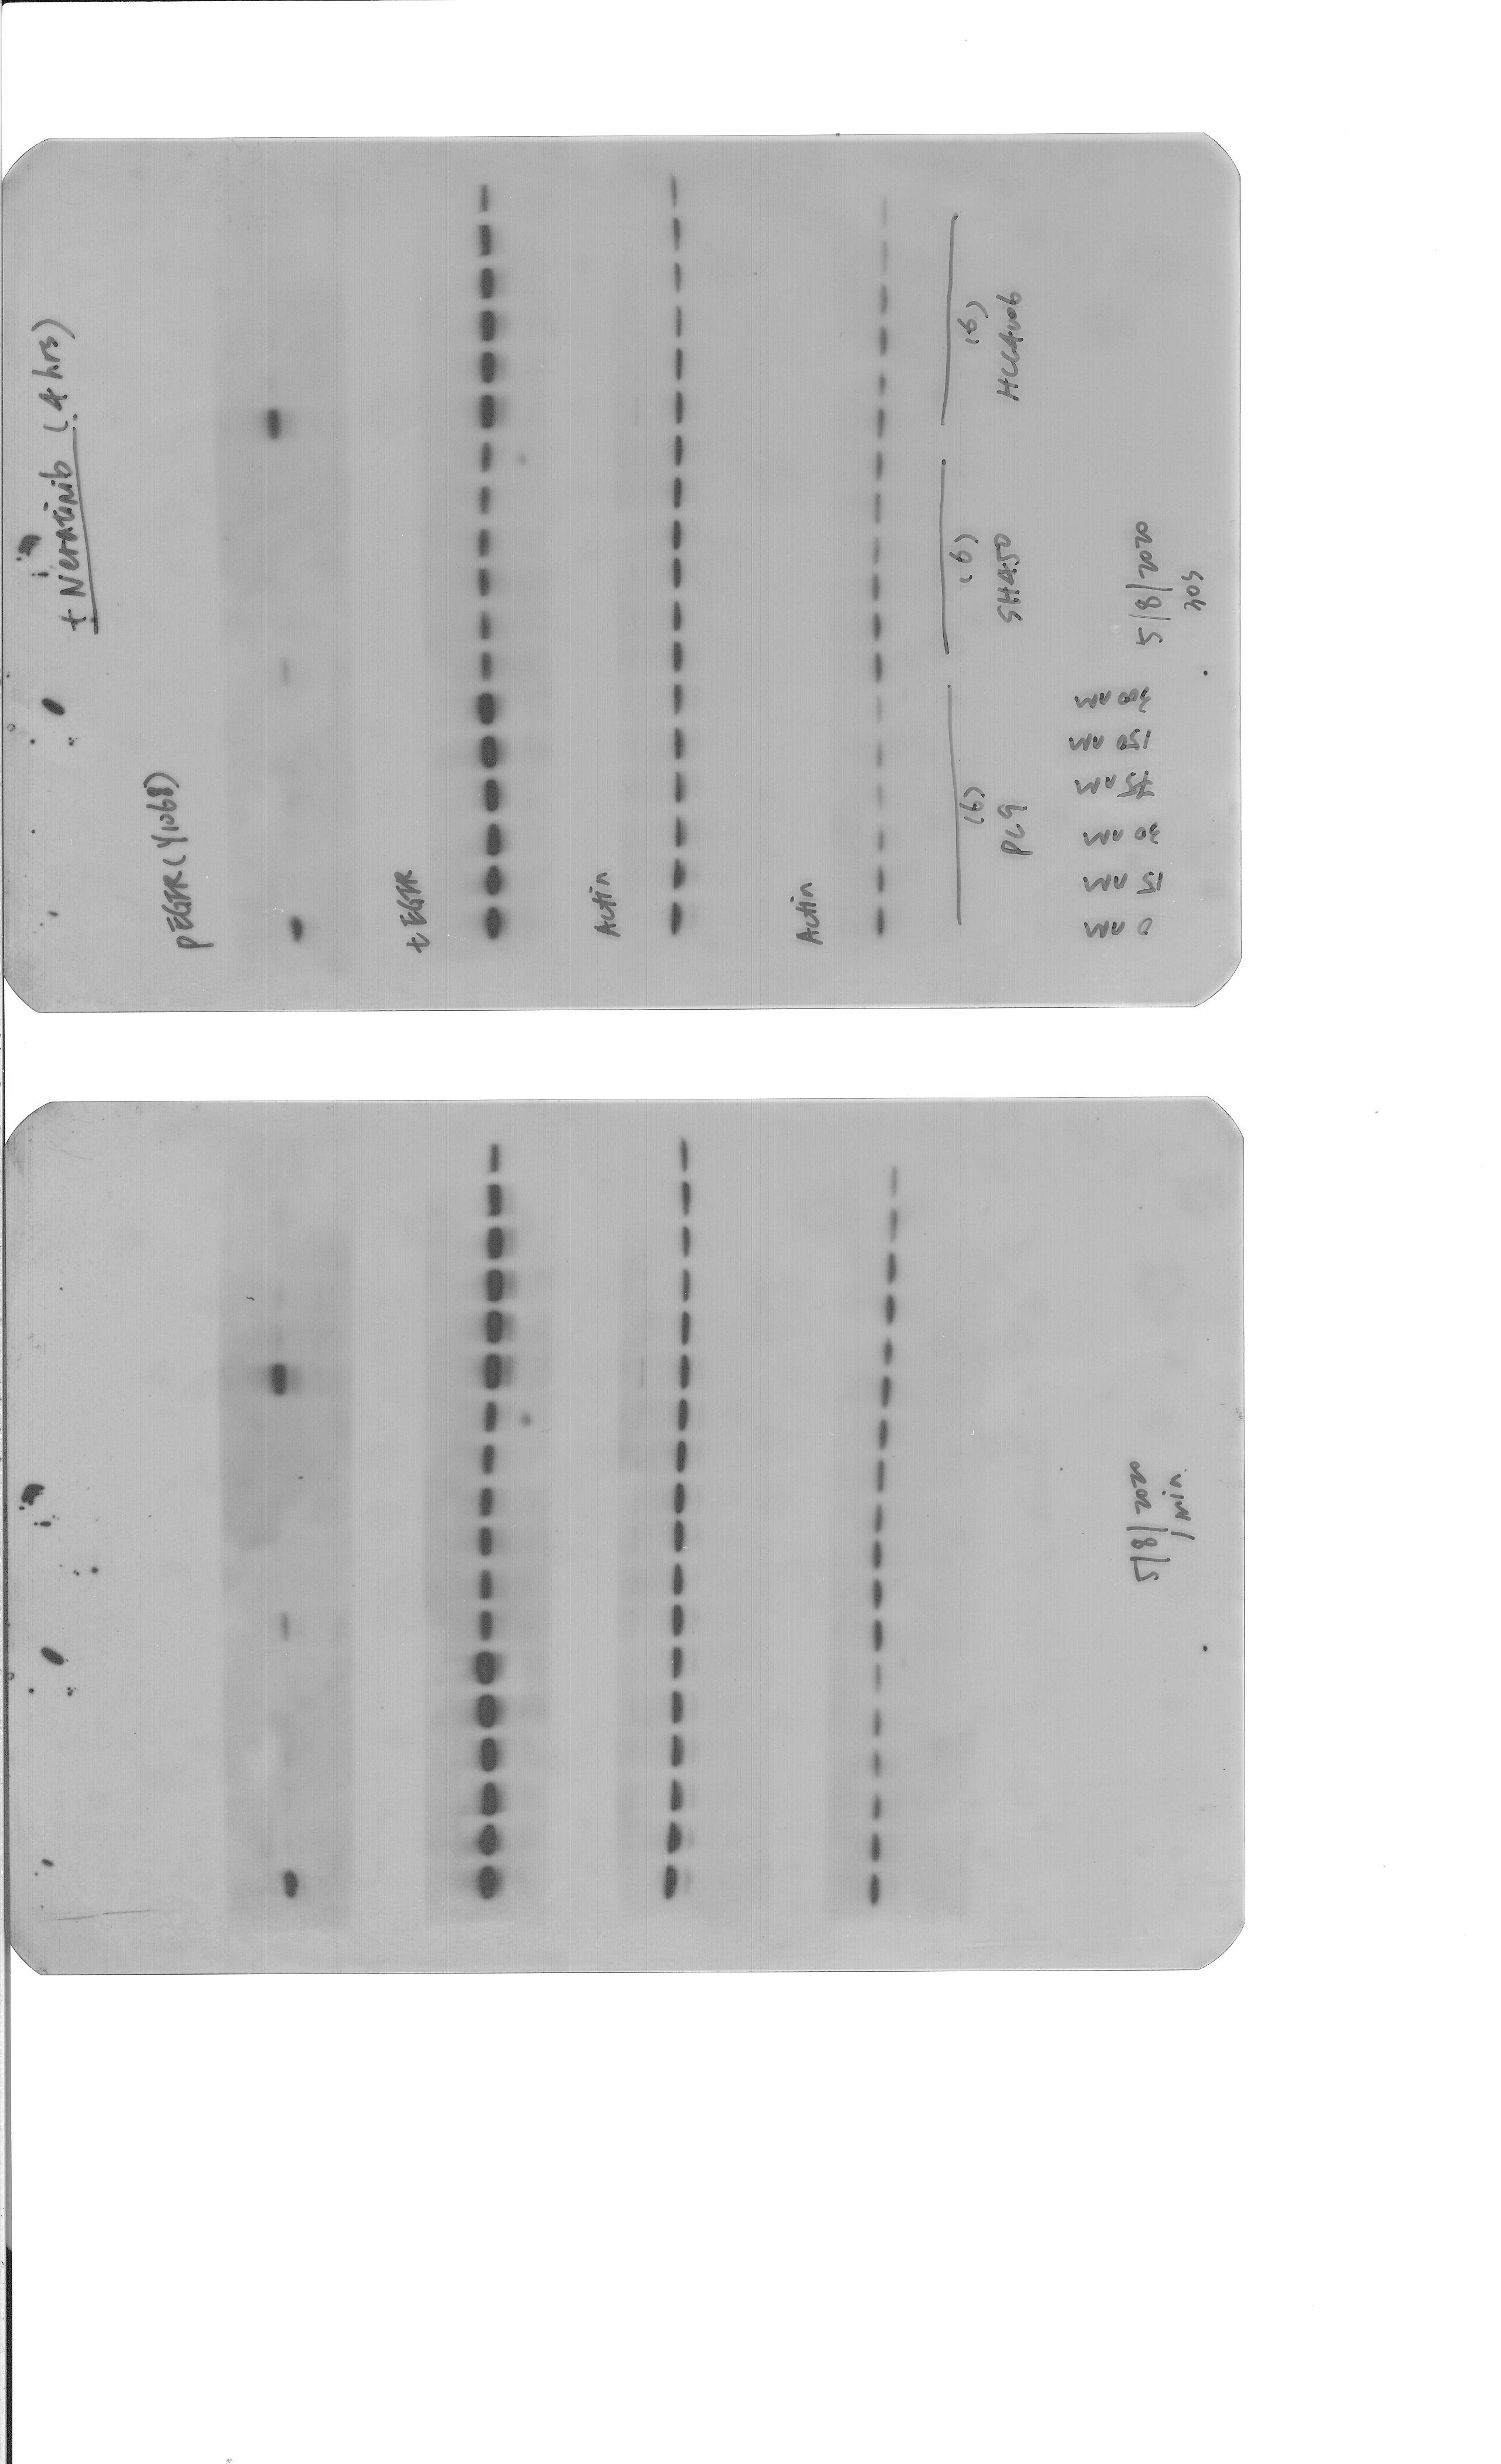 5/8/2020
1 min.
+ Neratinib (4 hrs)
pEGFR (Y1068)
tEGFR
Actin
Actin
(6) (6) (6)
PC9 SH450 HCC4006
0 nM 15 nM 30 nM 75 nM 150 nM 300 nM
5/8/2020
30s